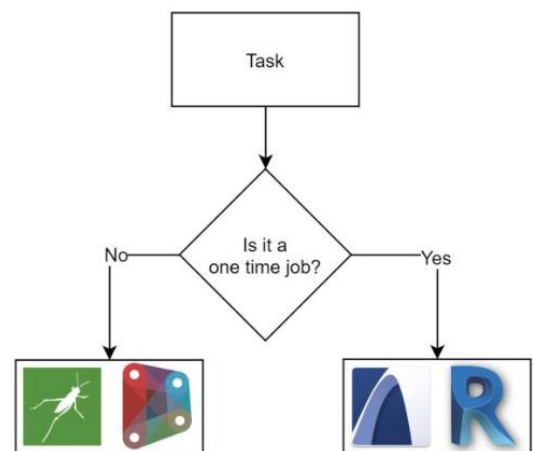 Task
Is it a
one time job?
No
Yes
R